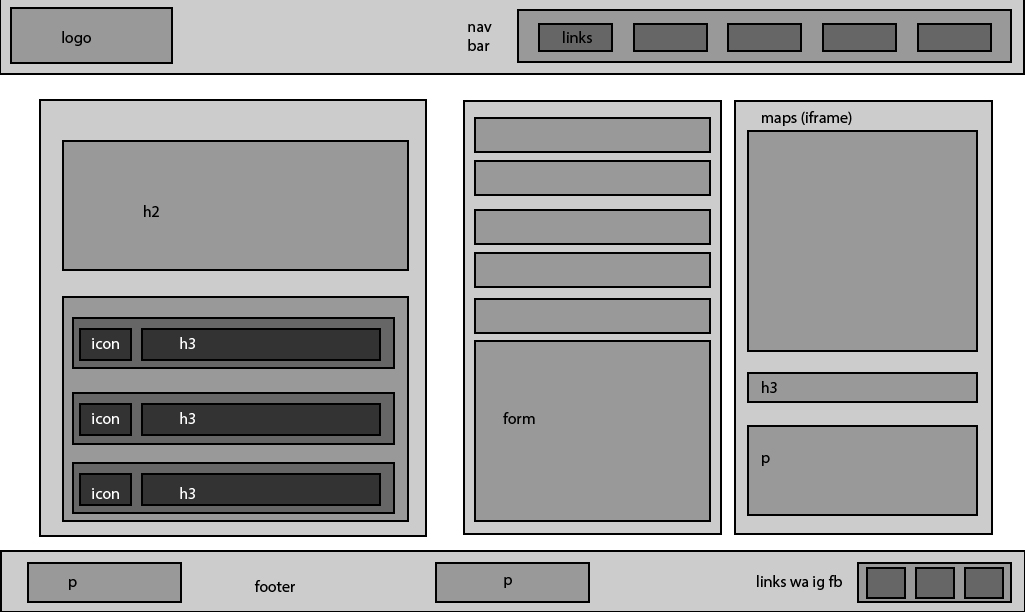 logo
nav
bar
links
h2
icon h3
icon h3
icon h3
form
maps (iframe)
h3
p
p
footer
p
links wa ig fb